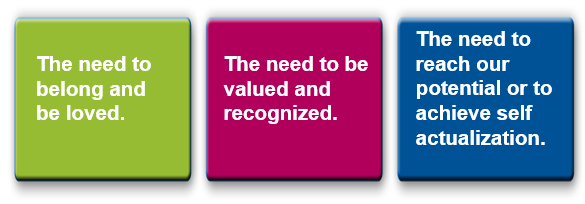 The need to
belong and
be loved.
The need to be
valued and
recognized.
The need to
reach our
potential or to
achieve self
actualization.